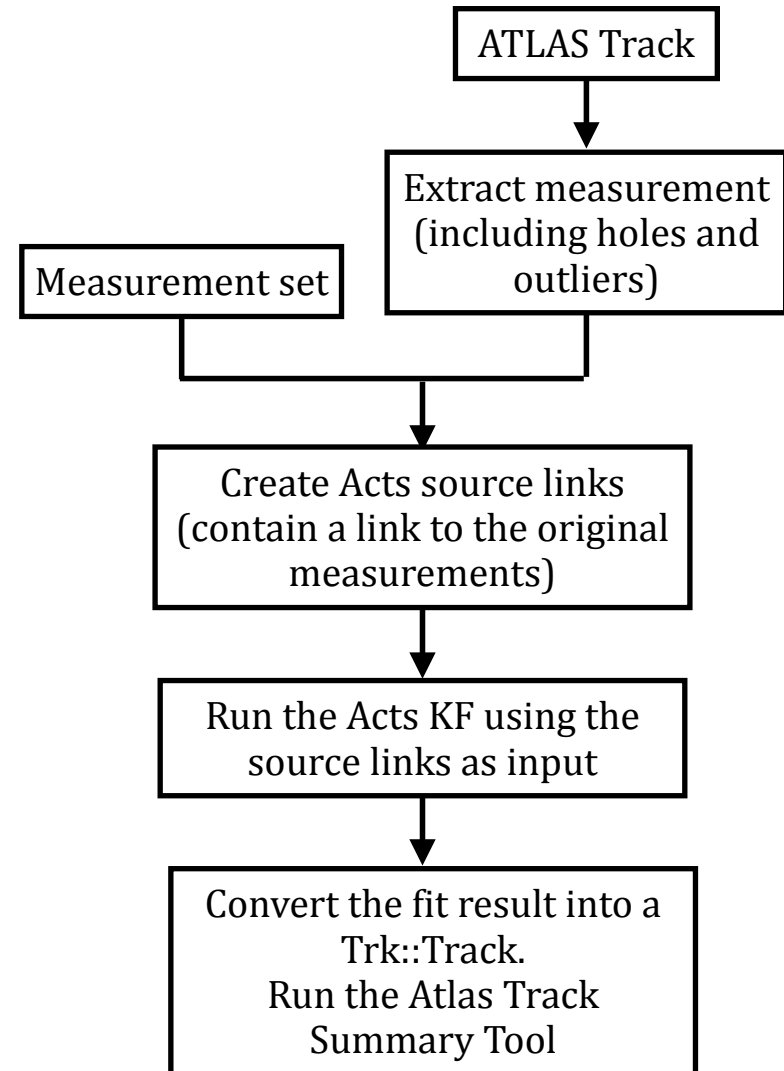 ATLAS Track
Extract measurement
(including holes and
outliers)
Measurement set
Create Acts source links
(contain a link to the original
measurements)
Run the Acts KF using the
source links as input
Convert the fit result into a
Trk::Track.
Run the Atlas Track
Summary Tool